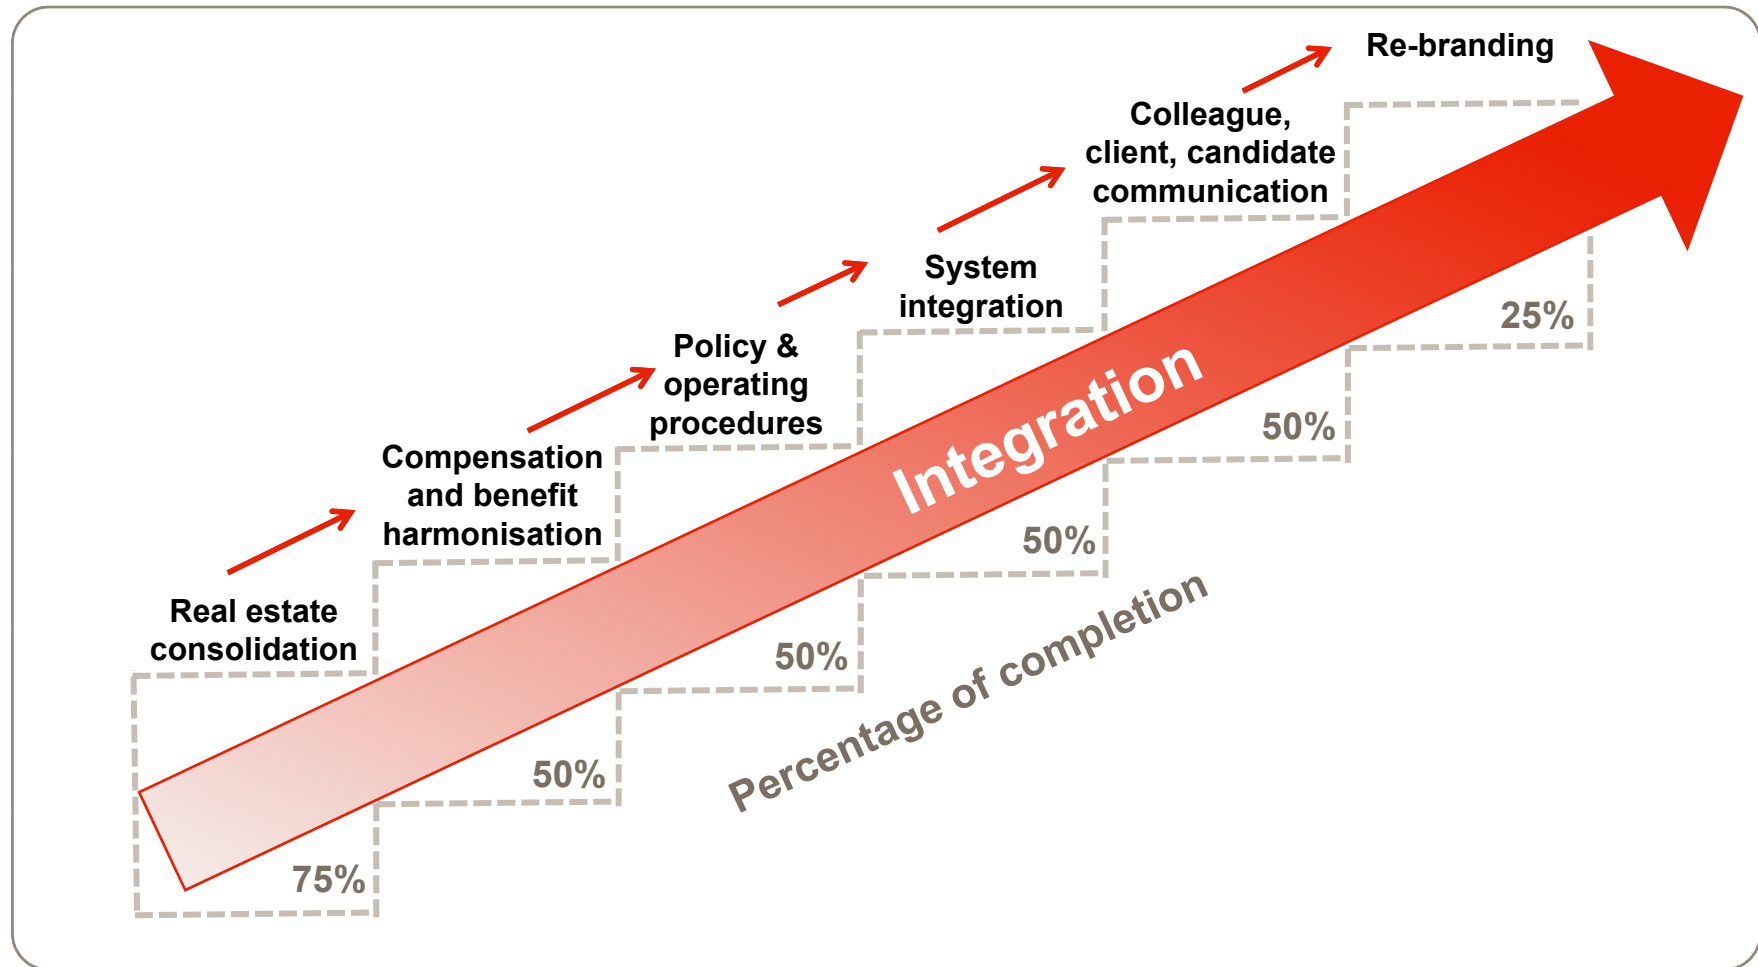 Re-branding
Colleague,
client, candidate
communication
System
integration
Policy &
operating
procedures
Compensation
and benefit
harmonisation
Real estate
consolidation
Integration
25%
50%
50%
50%
50%
75%
Percentage of completion